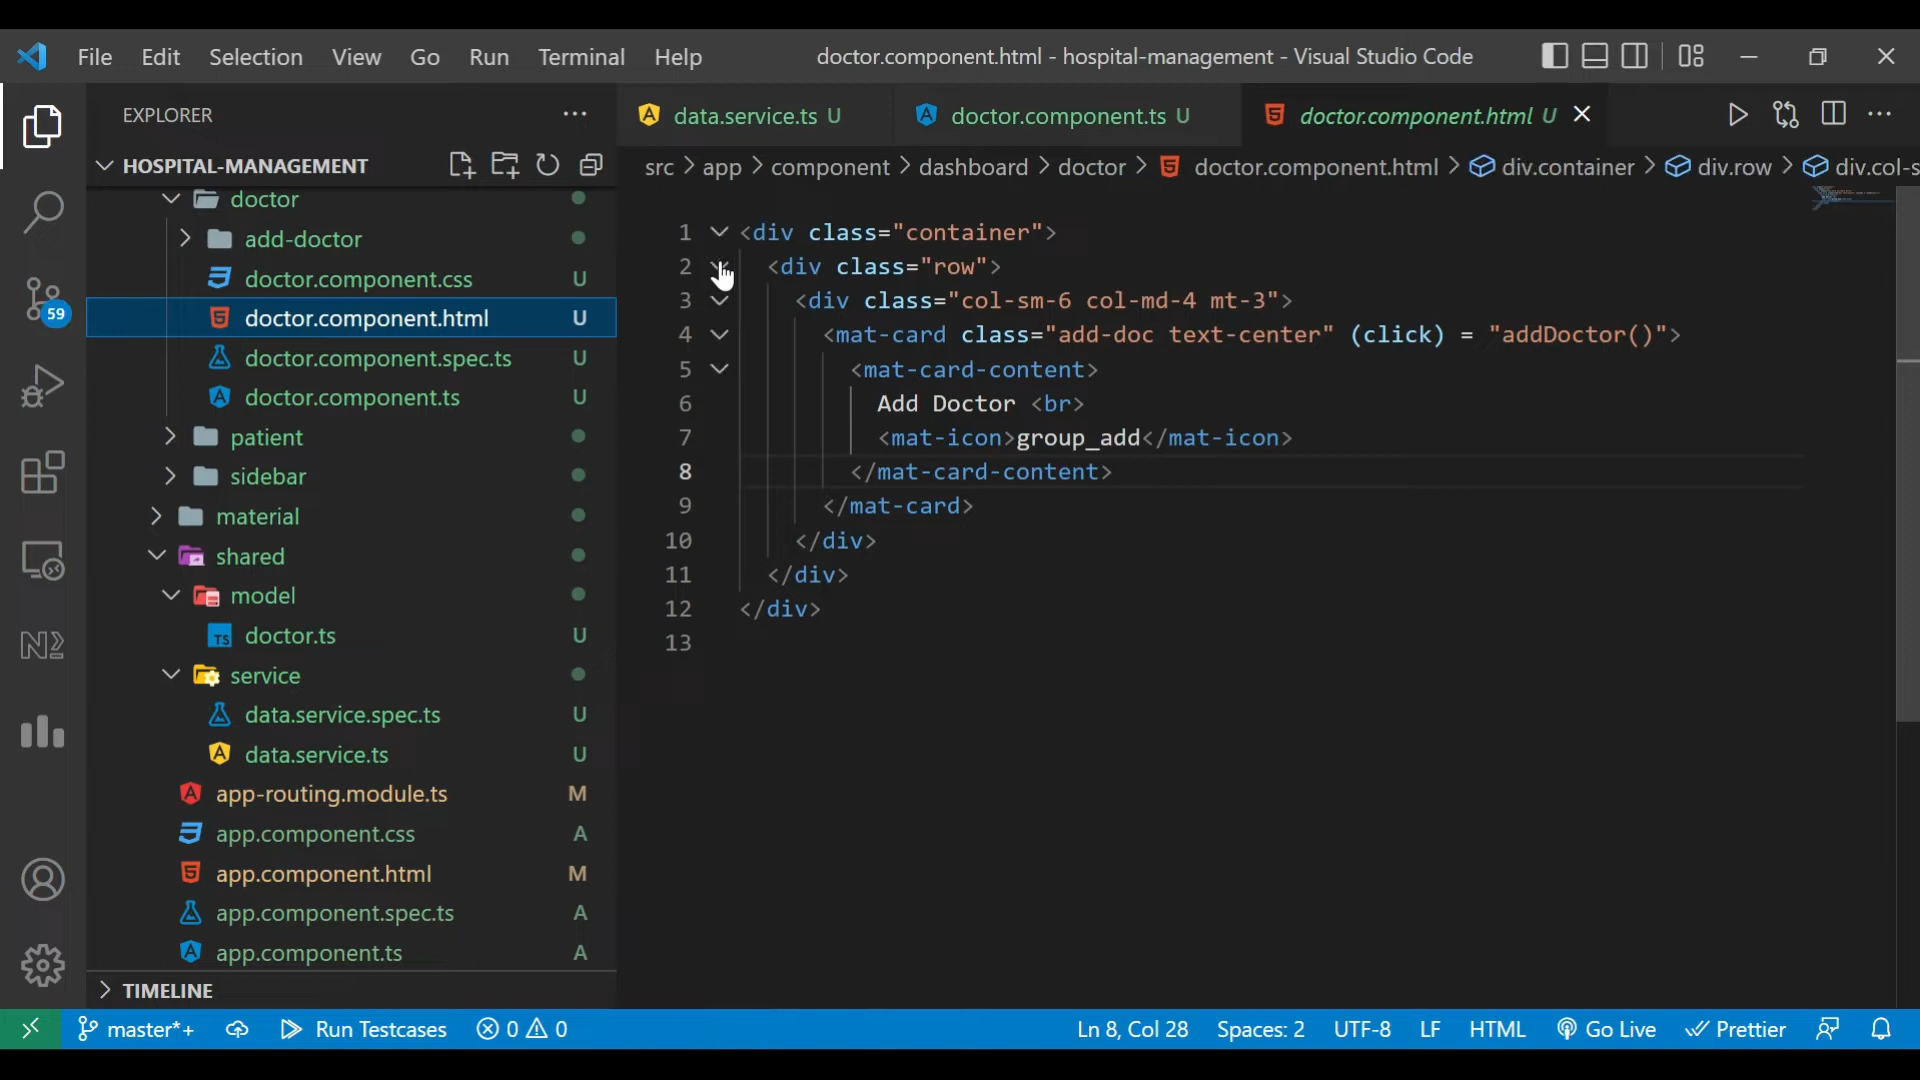 File Edit Selection View Go Run Terminal Help doctor.component.html - hospital-management - Visual Studio Code
EXPLORER
HOSPITAL-MANAGEMENT
doctor
add-doctor
doctor.component.css U
doctor.component.html U
doctor.component.spec.ts U
doctor.component.ts U
patient
sidebar
material
shared
model
doctor.ts U
service
data.service.spec.ts U
data.service.ts U
app-routing.module.ts M
app.component.css A
app.component.html M
app.component.spec.ts A
app.component.ts A
TIMELINE
data.service.ts U doctor.component.ts U doctor.component.html U
src > app > component > dashboard > doctor > doctor.component.html > div.container > div.row > div.col-s
1 <div class="container">
2 <div class="row">
3 <div class="col-sm-6 col-md-4 mt-3">
4 <mat-card class="add-doc text-center" (click) = "addDoctor()">
5 <mat-card-content>
6 Add Doctor <br>
7 <mat-icon>group_add</mat-icon>
8 </mat-card-content>
9 </mat-card>
10 </div>
11 </div>
12 </div>
13
59
master*+ Run Testcases 0 0 Ln 8, Col 28 Spaces: 2 UTF-8 LF HTML Go Live Prettier